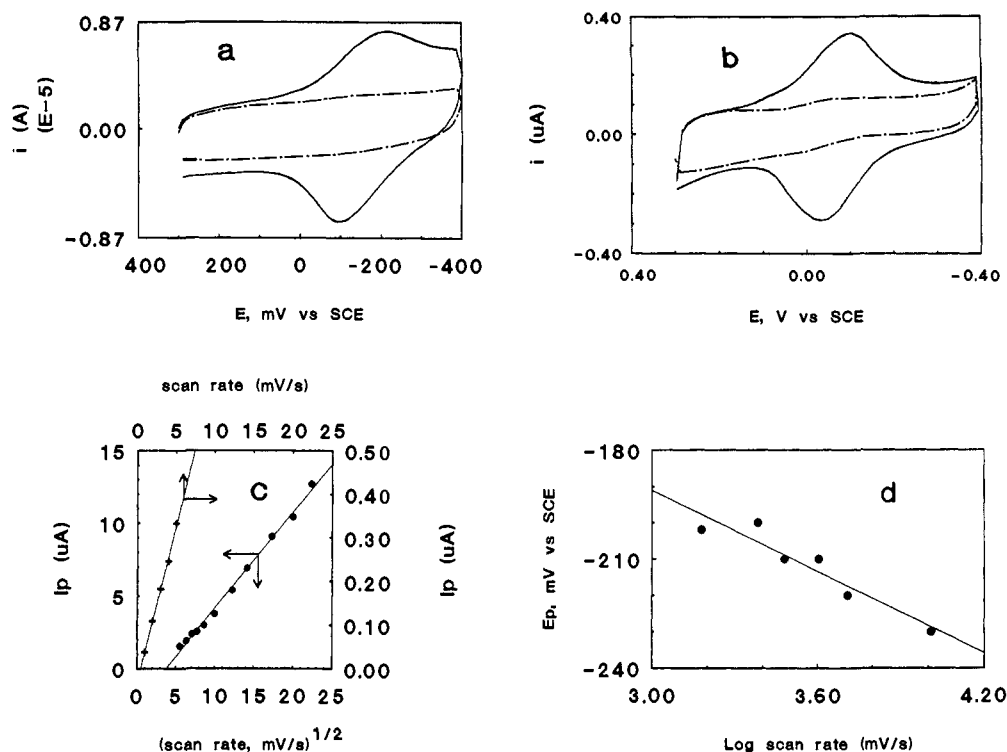 0.87
a
i (A)
(E-5)
0.00
-0.87
400 200 0 -200 -400
E, mV vs SCE
0.40
b
i (uA)
0.00
-0.40
0.40 0.00 -0.40
E, V vs SCE
scan rate (mV/s)
0 5 10 15 20 25
15 0.50
c
0.40
10
Ip (uA)
0.30
Ip (uA)
0.20
5
0.10
0 0.00
0 5 10 15 20 25
(scan rate, mV/s)1/2
-180
d
Ep, mV vs SCE
-210
-240
3.00 3.60 4.20
Log scan rate (mV/s)